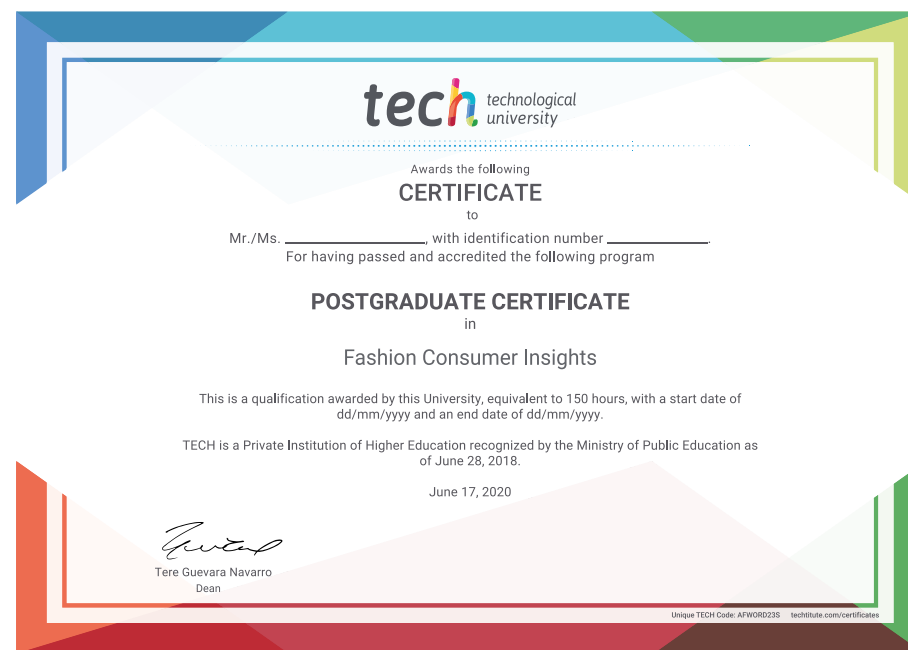 tech technological
university
Awards the following
CERTIFICATE
to
Mr./Ms. ____________________, with identification number ______________.
For having passed and accredited the following program
POSTGRADUATE CERTIFICATE
in
Fashion Consumer Insights
This is a qualification awarded by this University, equivalent to 150 hours, with a start date of
dd/mm/yyyy and an end date of dd/mm/yyyy.
TECH is a Private Institution of Higher Education recognized by the Ministry of Public Education as
of June 28, 2018.
June 17, 2020
Tere Guevara Navarro
Dean
Unique TECH Code: AFWORD23S techtitute.com/certificates